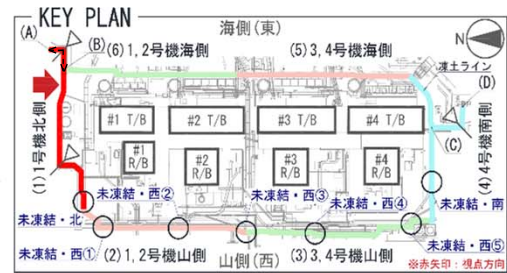 KEY PLAN
海側(東)
(A)
(B)
(6)1,2号機海側
(5)3,4号機海側
N
凍土ライン
(D)
#1 T/B
#2 T/B
#3 T/B
#4 T/B
(C)
(1)1号機北側
(4)4号機南側
#1
R/B
#2
R/B
#3
R/B
#4
R/B
未凍結・西②
未凍結・西③
未凍結・西④
未凍結・南
未凍結・北
未凍結・西①
(2)1,2号機山側
山側(西)
(3)3,4号機山側
未凍結・西⑤
※赤矢印:視点方向